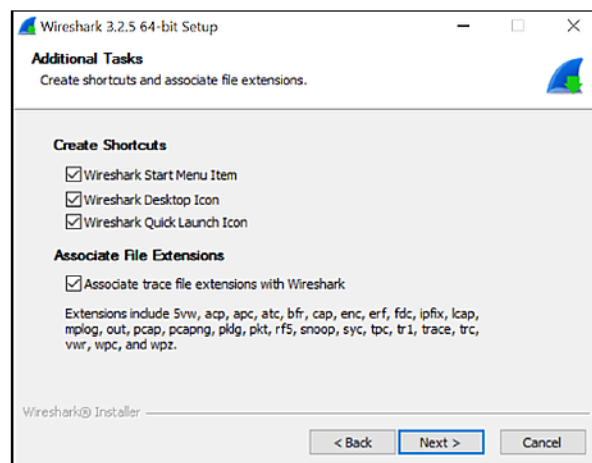 Wireshark 3.2.5 64-bit Setup
Additional Tasks
Create shortcuts and associate file extensions.
Create Shortcuts
Wireshark Start Menu Item
Wireshark Desktop Icon
Wireshark Quick Launch Icon
Associate File Extensions
Associate trace file extensions with Wireshark
Extensions include 5vw, acp, apc, atc, bfr, cap, enc, erf, fdc, ipfix, lcap,
mplog, out, pcap, pcapng, pklg, pkt, rf5, snoop, syc, tpc, tr1, trace, trc,
vwr, wpc, and wpz.
Wireshark® Installer
< Back Next > Cancel